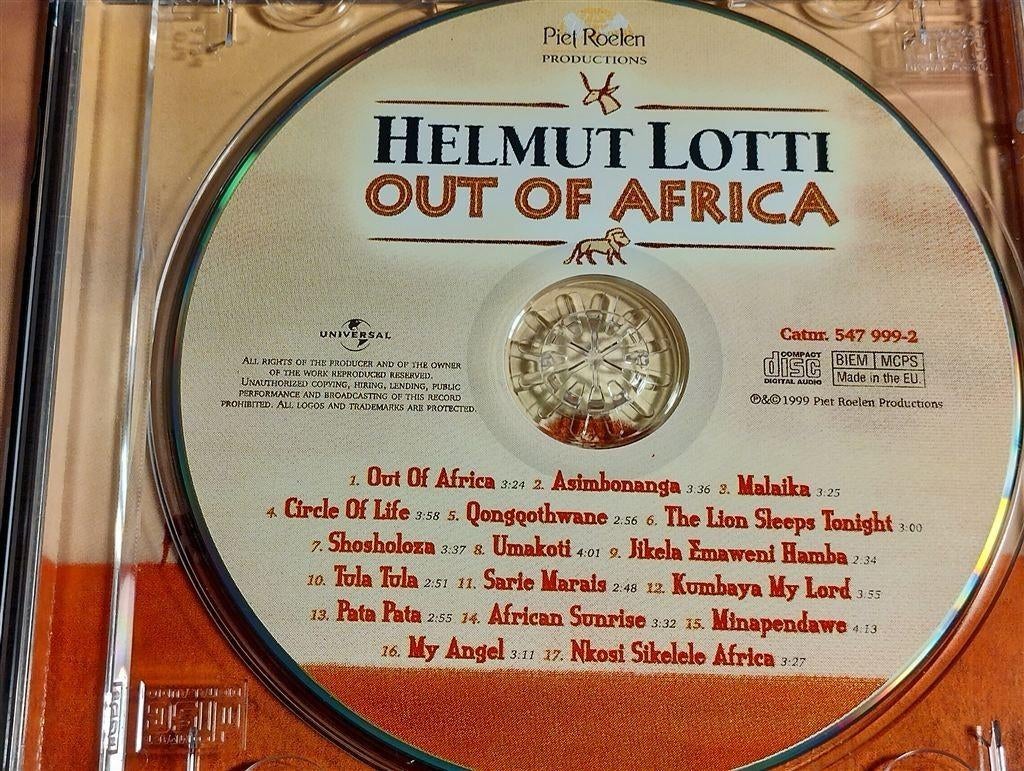 Piet Roelen
PRODUCTIONS
HELMUT LOTTI
OUT OF AFRICA
UNIVERSAL
ALL RIGHTS OF THE PRODUCER AND OF THE OWNER
OF THE WORK REPRODUCED RESERVED.
UNAUTHORIZED COPYING, HIRING, LENDING, PUBLIC
PERFORMANCE AND BROADCASTING OF THIS RECORD
PROHIBITED. ALL LOGOS AND TRADEMARKS ARE PROTECTED.
Catnr. 547 999-2
COMPACT
disc
DIGITAL AUDIO
BIEM MCPS
Made in the EU.
℗&© 1999 Piet Roelen Productions
1. Out Of Africa 3:24 2. Asimbonanga 3:36 3. Malaika 3:25
4. Circle Of Life 3:58 5. Qongqothwane 2:56 6. The Lion Sleeps Tonight 3:00
7. Shosholoza 3:37 8. Umakoti 4:01 9. Jikela Emaweni Hamba 2:34
10. Tula Tula 2:51 11. Sarie Marais 2:48 12. Kumbaya My Lord 3:55
13. Pata Pata 2:55 14. African Sunrise 3:32 15. Minapendawe 4:13
16. My Angel 3:11 17. Nkosi Sikelele Africa 3:27